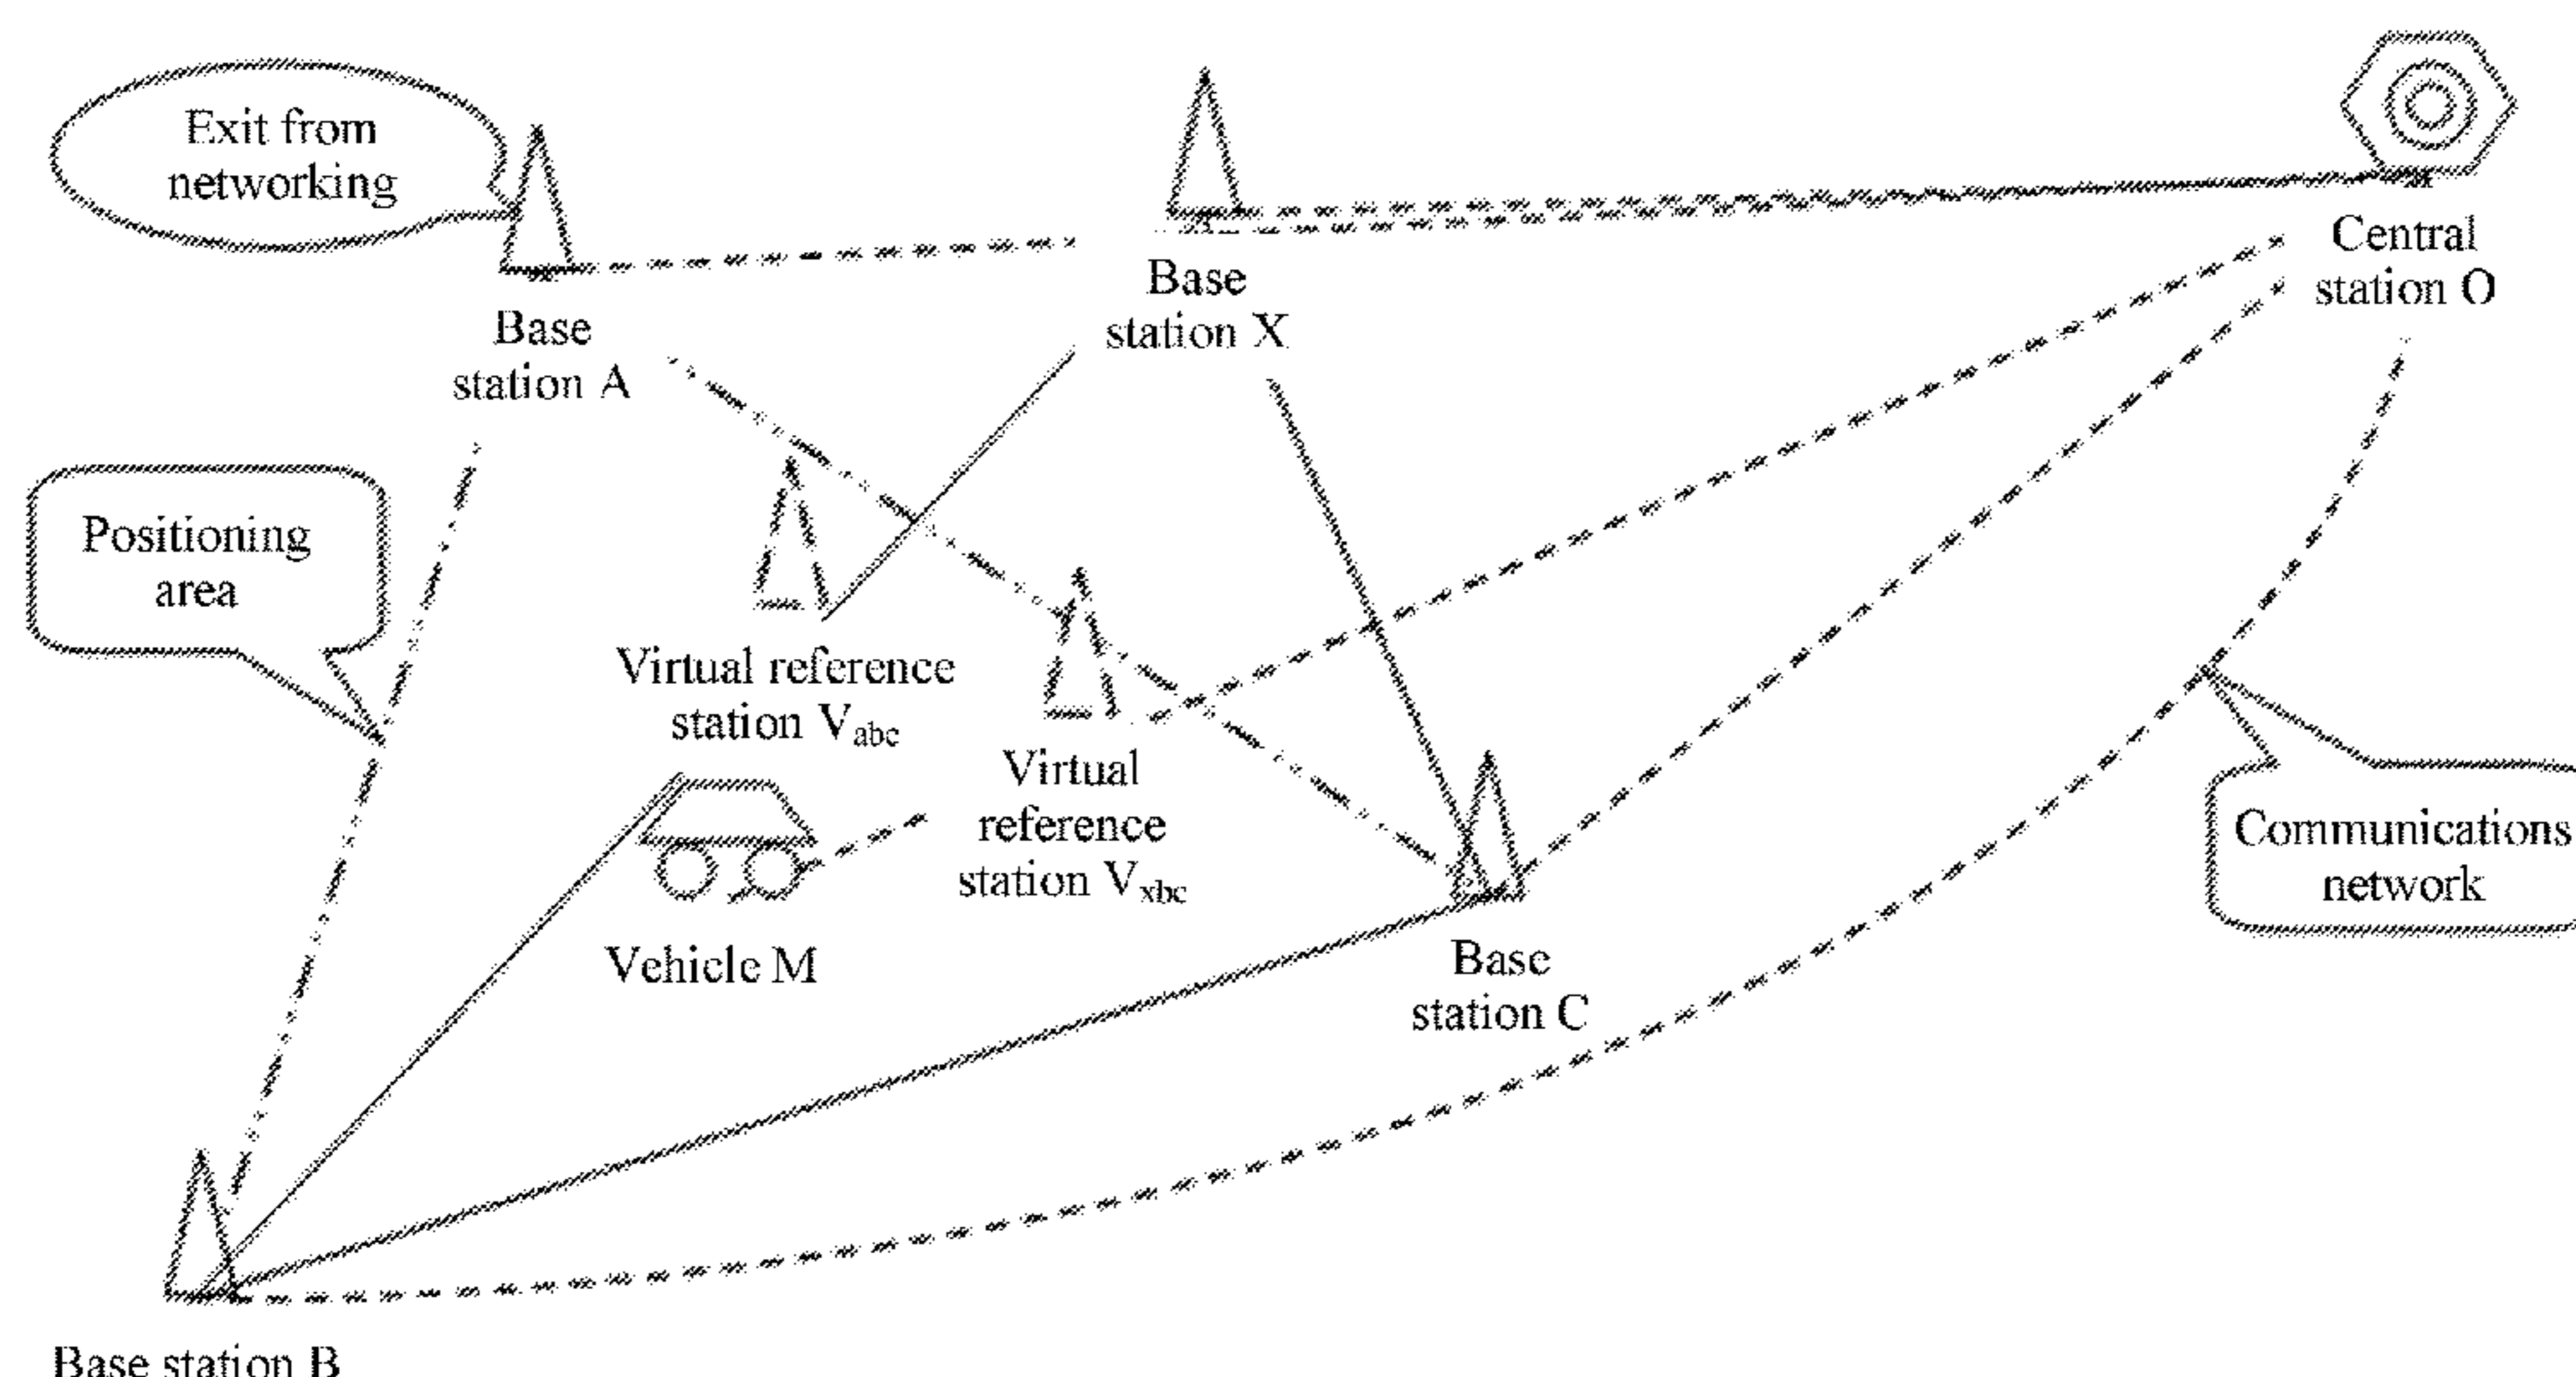 Exit from
networking
Base
station A
Base
station X
Central
station O
Positioning
area
Virtual reference
station Vabc
Virtual
reference
station Vxbc
Vehicle M
Base
station C
Communications
network
Base station B